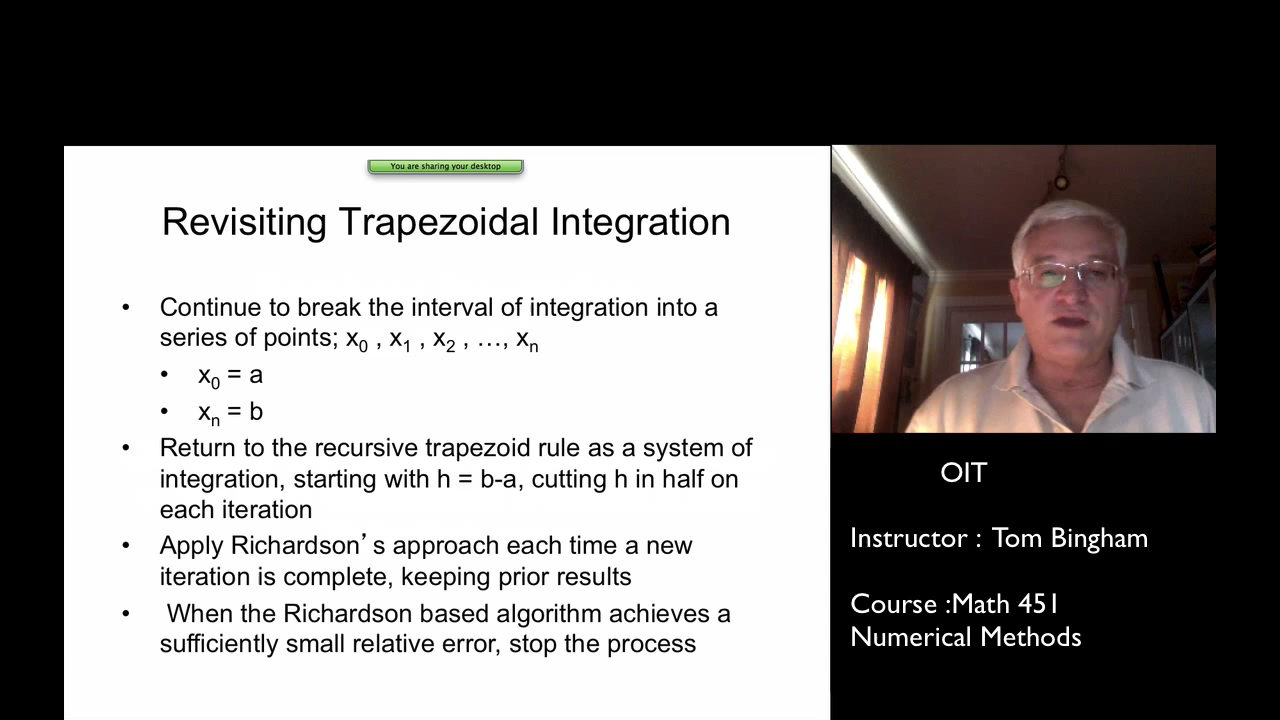 You are sharing your desktop
Revisiting Trapezoidal Integration
• Continue to break the interval of integration into a
series of points; x₀ , x₁ , x₂ , …, xₙ
• x₀ = a
• xₙ = b
• Return to the recursive trapezoid rule as a system of
integration, starting with h = b-a, cutting h in half on
each iteration
• Apply Richardson’s approach each time a new
iteration is complete, keeping prior results
• When the Richardson based algorithm achieves a
sufficiently small relative error, stop the process
OIT
Instructor : Tom Bingham
Course :Math 451
Numerical Methods